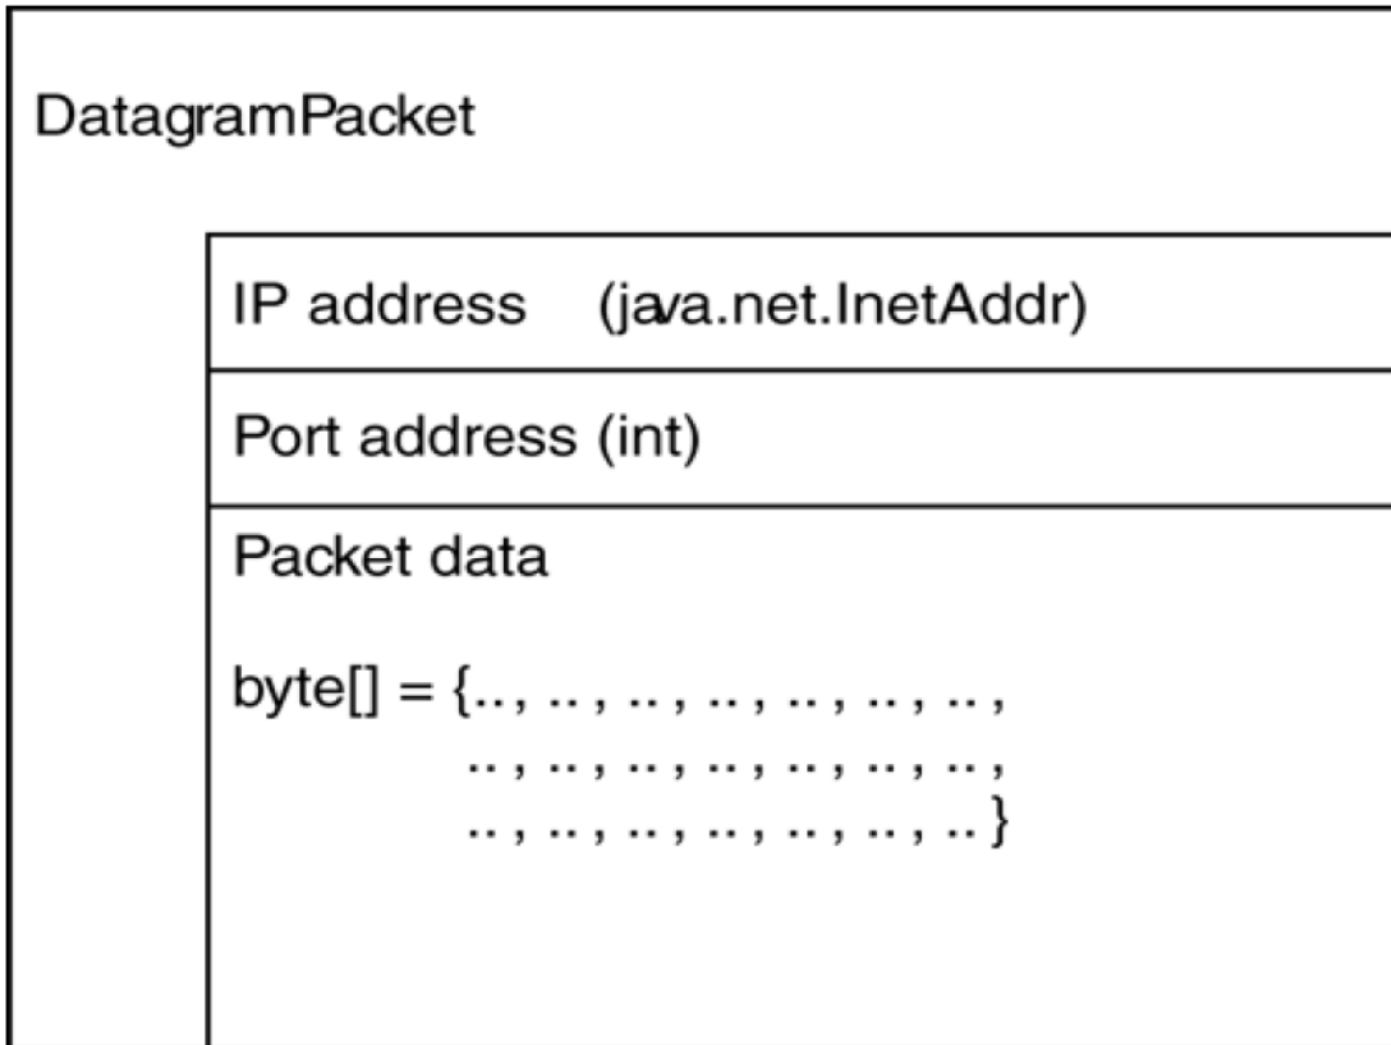 DatagramPacket
IP address (java.net.InetAddr)
Port address (int)
Packet data
byte[] = {.. , .. , .. , .. , .. , .. , .. ,
.. , .. , .. , .. , .. , .. , .. ,
.. , .. , .. , .. , .. , .. , .. }